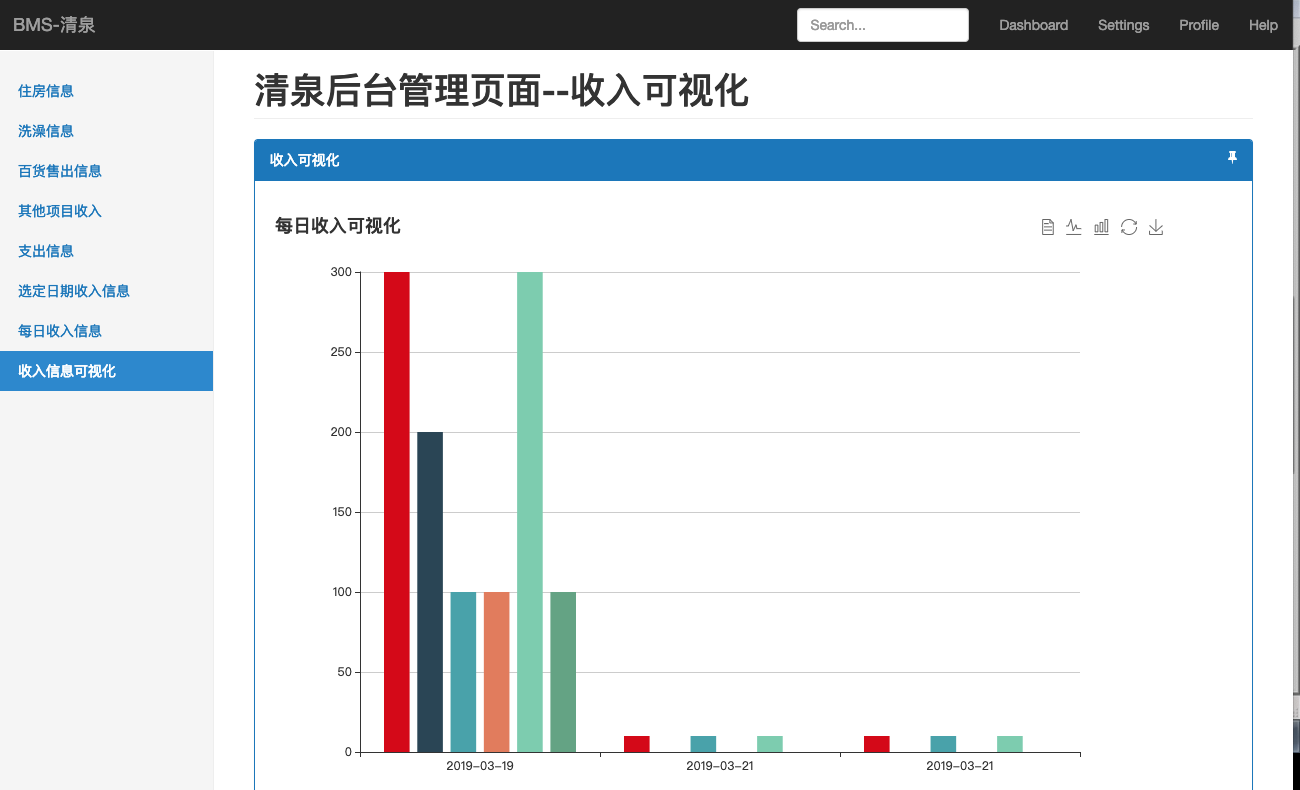 BMS-清泉
Search...
Dashboard
Settings
Profile
Help
住房信息
洗澡信息
百货售出信息
其他项目收入
支出信息
选定日期收入信息
每日收入信息
收入信息可视化
清泉后台管理页面--收入可视化
收入可视化
每日收入可视化
300
250
200
150
100
50
0
2019-03-19
2019-03-21
2019-03-21